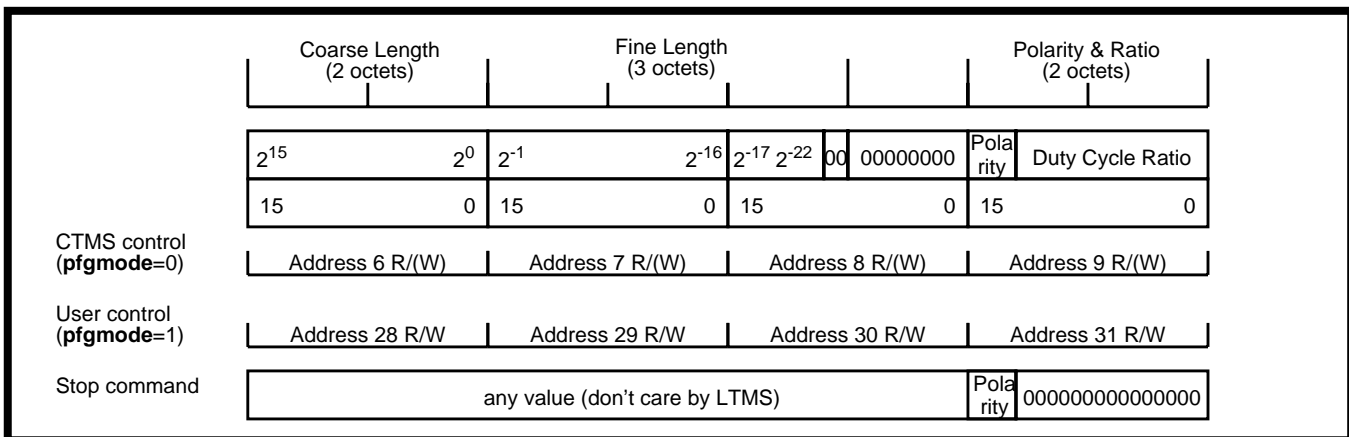 Coarse Length Fine Length Polarity & Ratio
(2 octets) (3 octets) (2 octets)
2^15 2^0 2^-1 2^-16 2^-17 2^-22 00 00000000 Pola rity Duty Cycle Ratio
15 0 15 0 15 0 15 0
CTMS control
(pfgmode=0) Address 6 R/(W) Address 7 R/(W) Address 8 R/(W) Address 9 R/(W)
User control
(pfgmode=1) Address 28 R/W Address 29 R/W Address 30 R/W Address 31 R/W
Stop command any value (don't care by LTMS) Pola rity 000000000000000